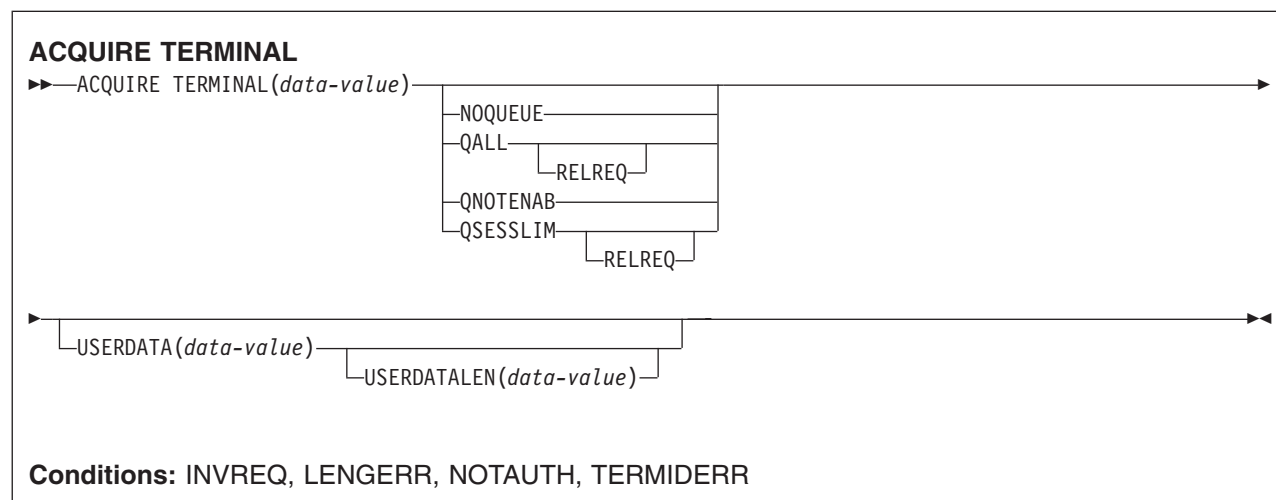 ACQUIRE TERMINAL
ACQUIRE TERMINAL(data-value)
NOQUEUE
QALL
RELREQ
QNOTENAB
QSESSLIM
RELREQ
USERDATA(data-value)
USERDATALEN(data-value)
Conditions: INVREQ, LENGERR, NOTAUTH, TERMIDERR